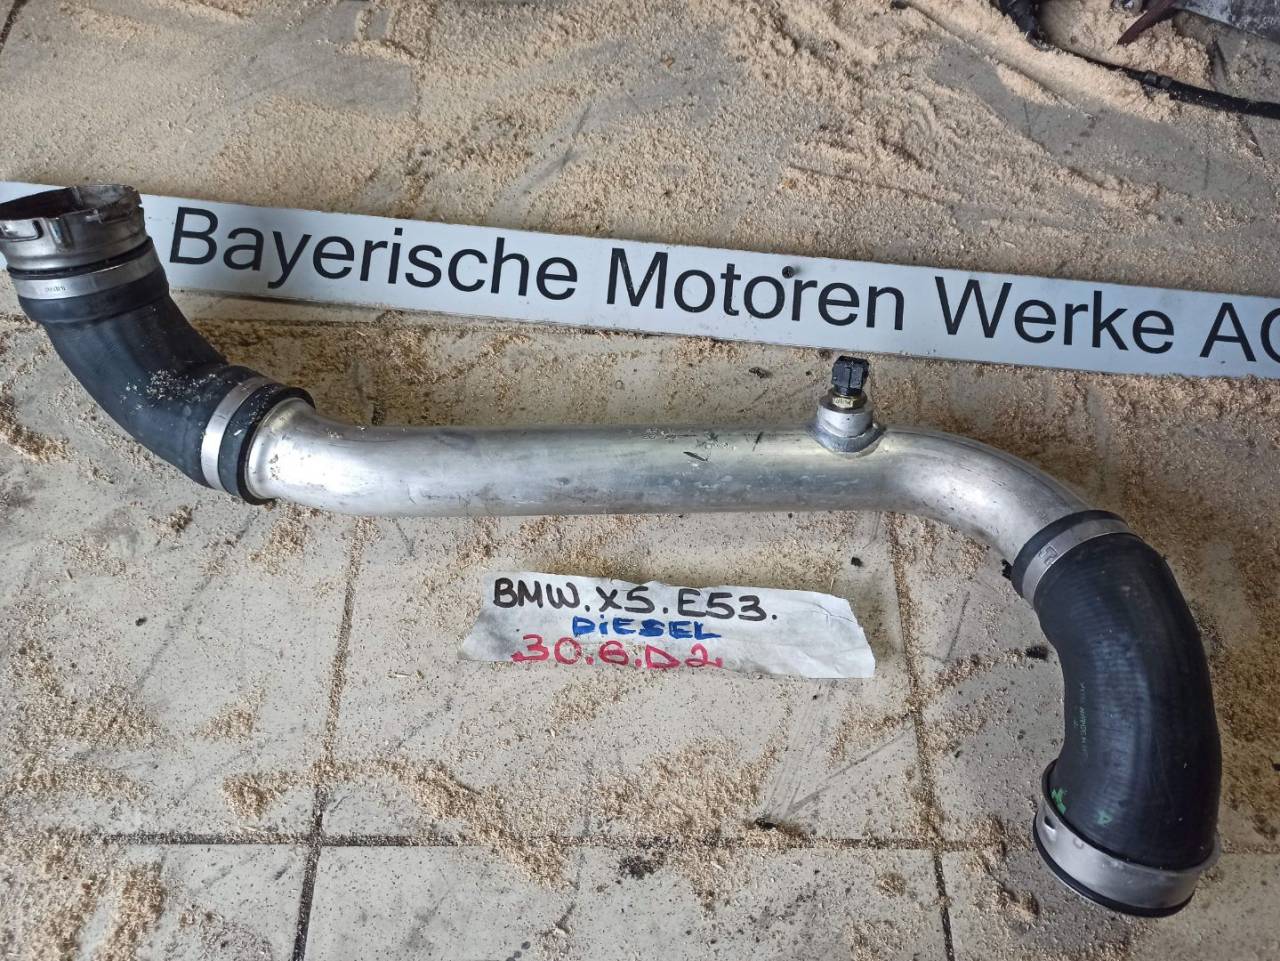 Bayerische Motoren Werke AG
BMW.X5.E53.
DiESEL
30.6.D2